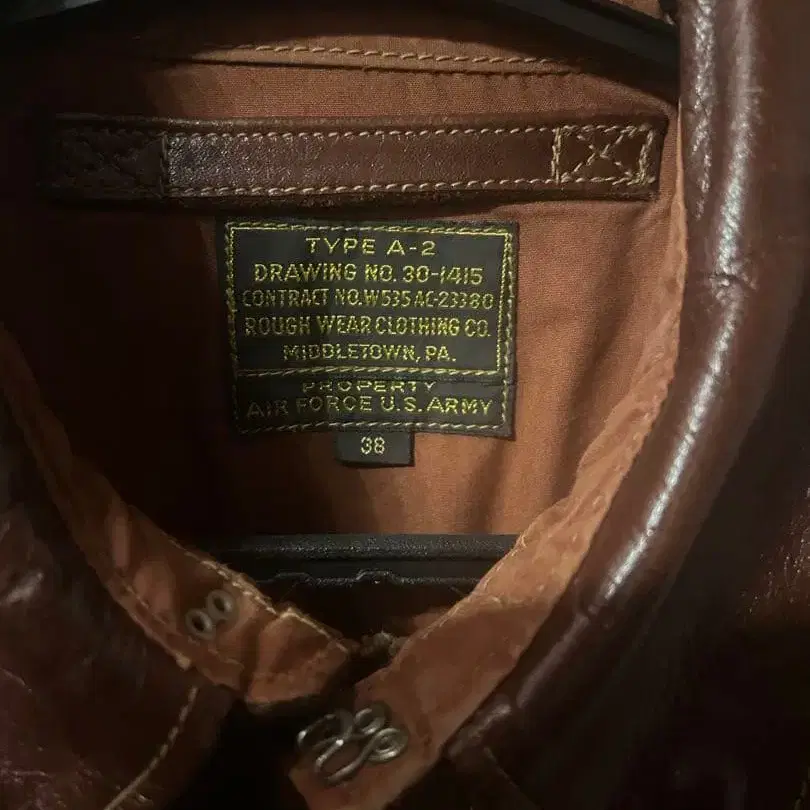 TYPE A-2
DRAWING NO. 30-1415
CONTRACT NO. W535 AC-23380
ROUGH WEAR CLOTHING CO.
MIDDLETOWN, PA.
PROPERTY
AIR FORCE U.S. ARMY
38